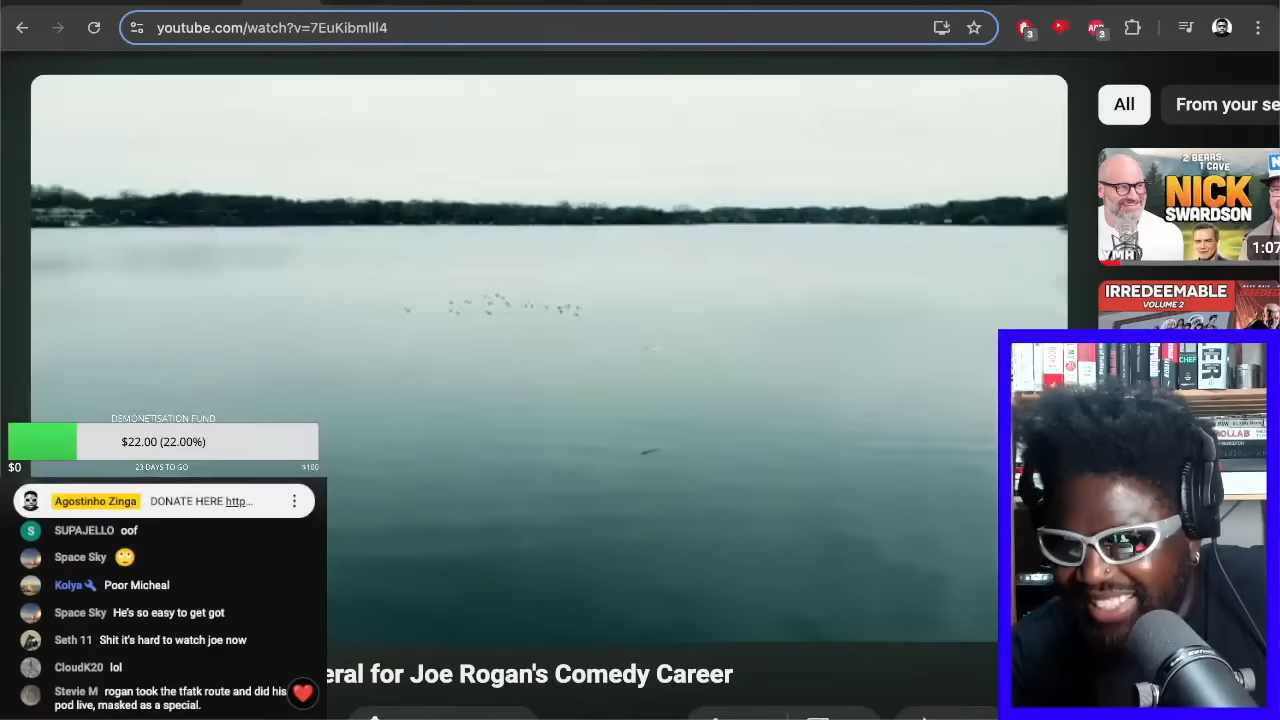 youtube.com/watch?v=7EuKibmlll4
3
3
All
From your se
2 BEARS,
1 CAVE
NICK
SWARDSON
YMH
1:07
IRREDEEMABLE
VOLUME 2
DEMONETISATION FUND
$22.00 (22.00%)
$0
23 DAYS TO GO
$100
Agostinho Zinga DONATE HERE http...
S SUPAJELLO oof
Space Sky 🙄
Kolya Poor Micheal
Space Sky He's so easy to get got
Seth 11 Shit it's hard to watch joe now
CloudK20 lol
Stevie M rogan took the tfatk route and did his
pod live, masked as a special.
eral for Joe Rogan's Comedy Career
CHEF